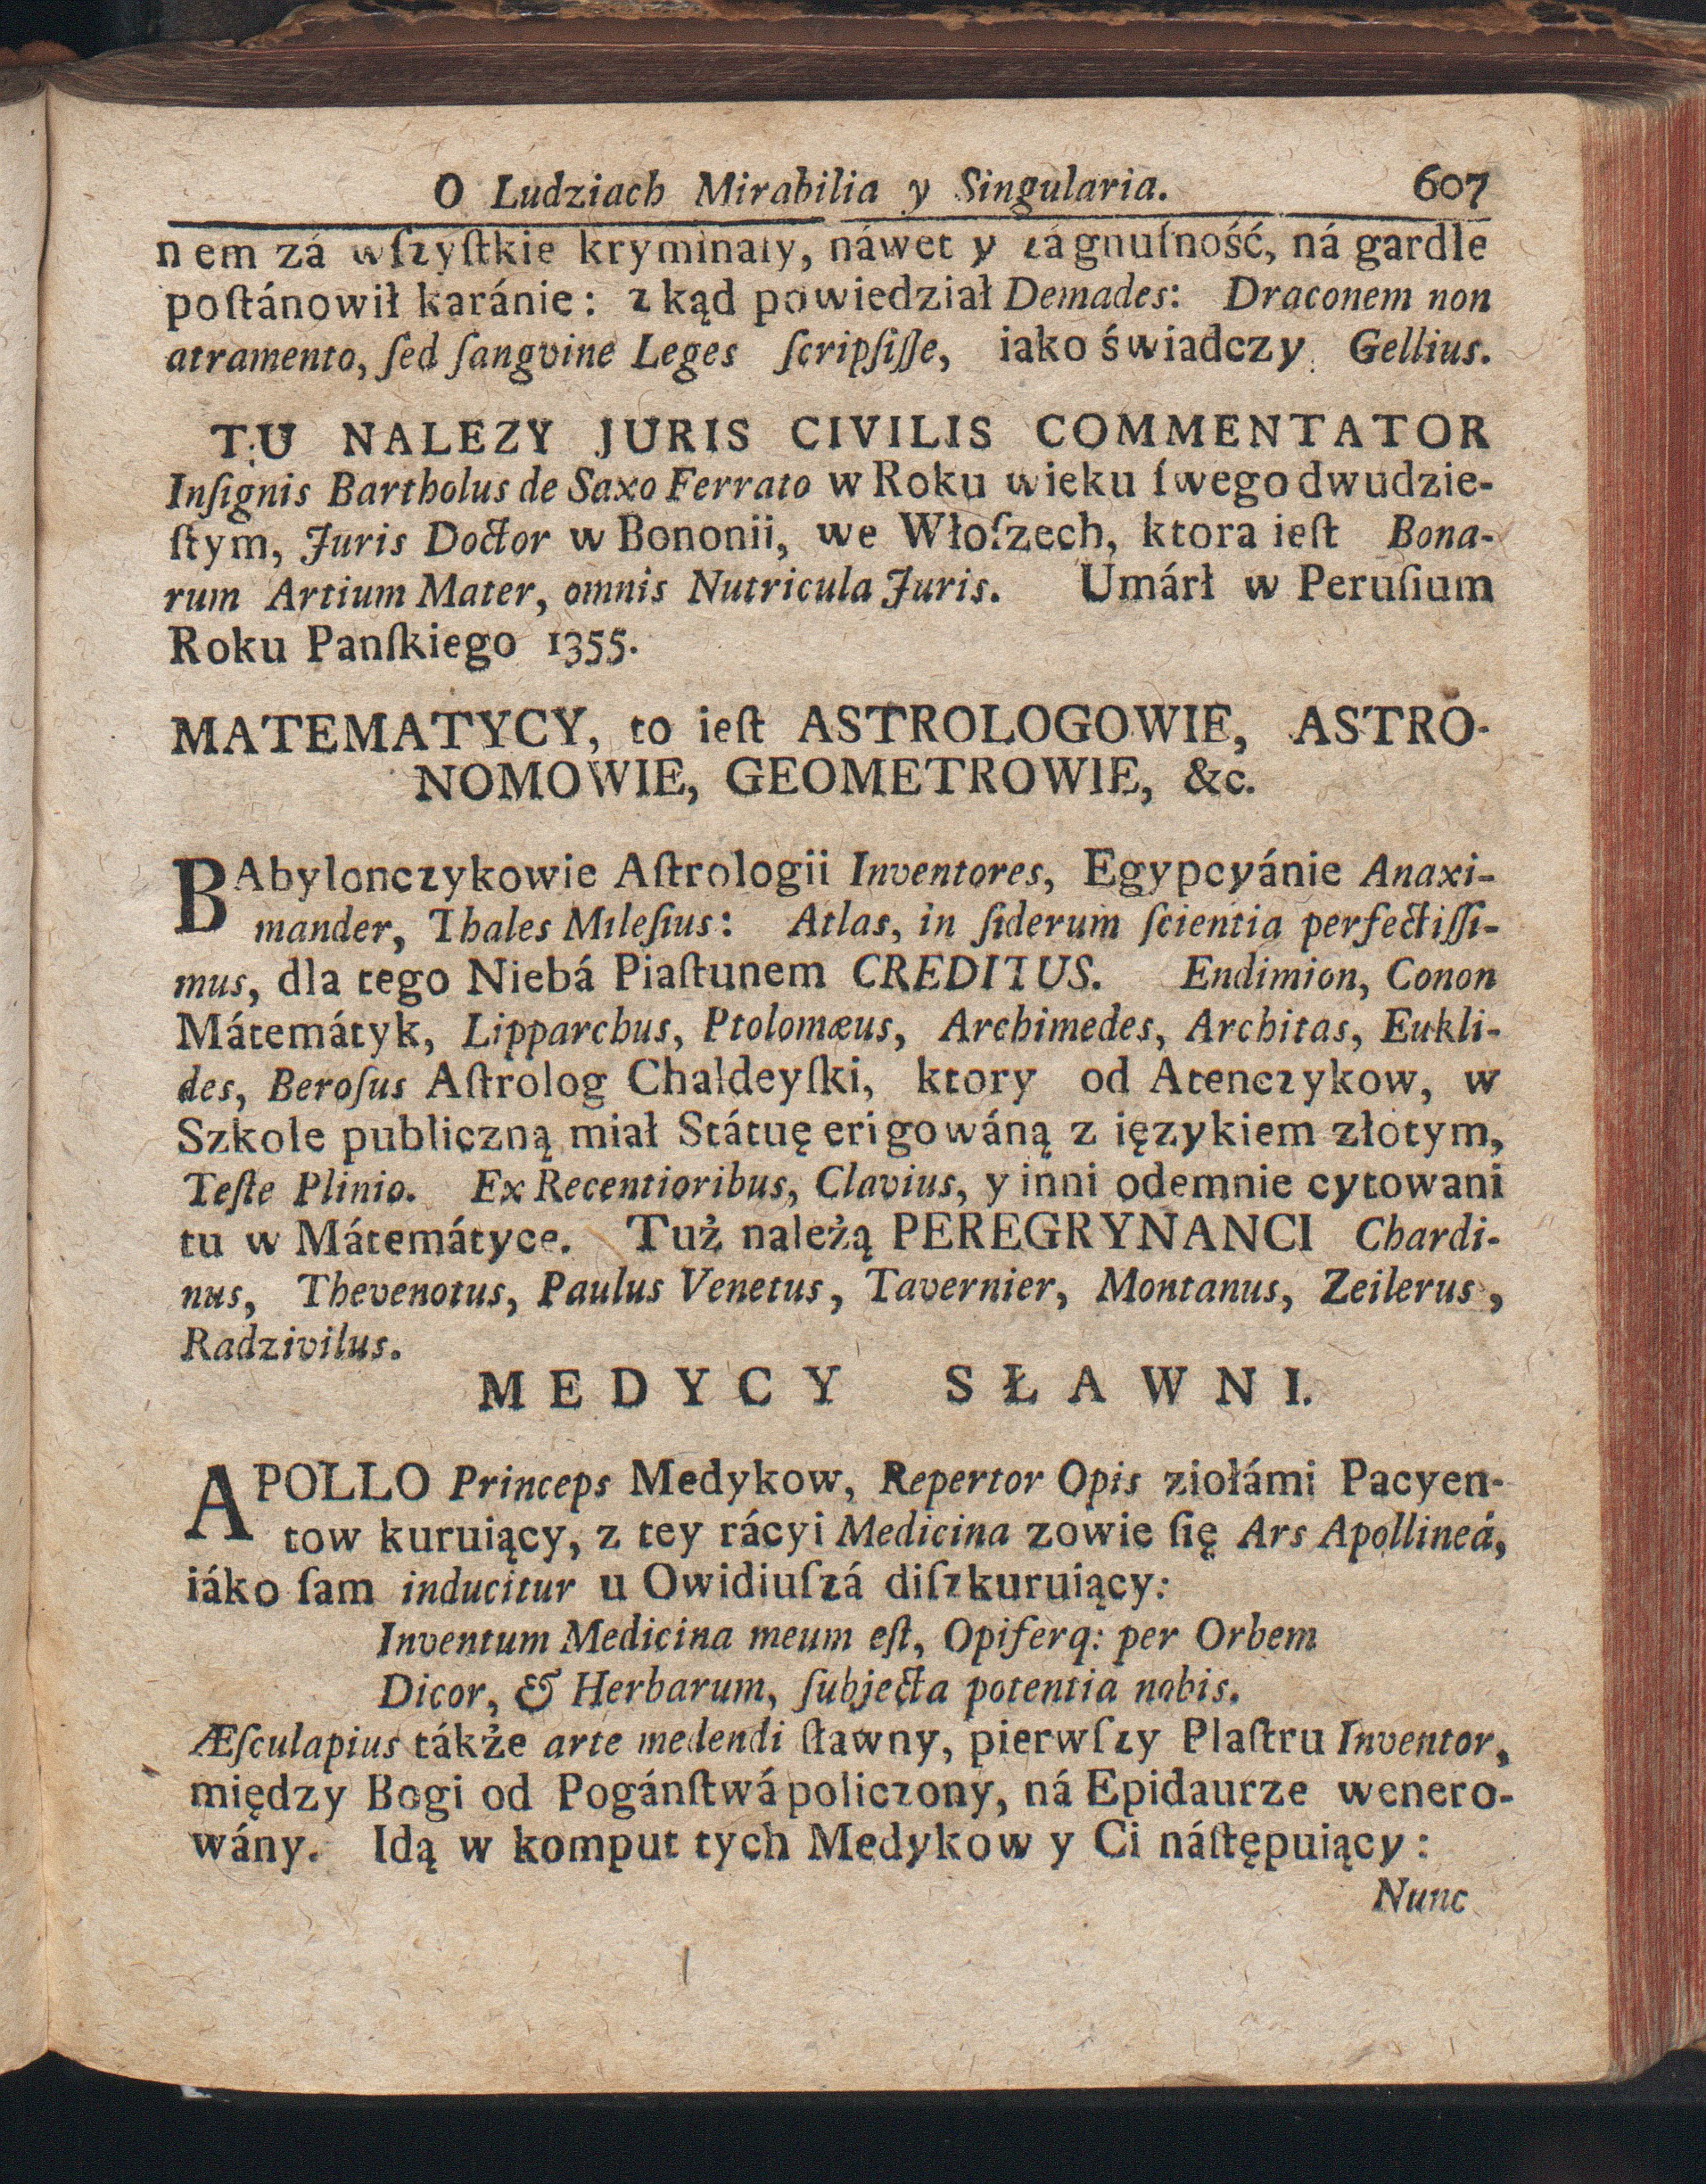 O Ludziach Mirabilia y Singularia. 607
nem zá wſzyſtkie kryminały, náwet y zá gnuſność, ná gardle
poſtánowił karánie: zkąd powiedział Demades: Draconem non
atramento, ſed ſangvine Leges ſcripſiſſe, iako świadczy Gellius.
TU NALEZY JURIS CIVILIS COMMENTATOR
Inſignis Bartholus de Saxo Ferrato w Roku wieku ſwego dwudzie-
ſtym, Juris Doctor w Bononii, we Włoſzech, ktora ieſt Bona-
rum Artium Mater, omnis Nutricula Juris. Umárł w Peruſium
Roku Panſkiego 1355.
MATEMATYCY, to ieſt ASTROLOGOWIE, ASTRO-
NOMOWIE, GEOMETROWIE, &c.
BAbylonczykowie Aſtrologii Inventores, Egypcyánie Anaxi-
mander, Thales Mileſius: Atlas, in ſiderum ſcientia perfectiſſi-
mus, dla tego Niebá Piaſtunem CREDITUS. Endimion, Conon
Mátemátyk, Lipparchus, Ptolomæus, Archimedes, Architas, Eukli-
des, Beroſus Aſtrolog Chaldeyſki, ktory od Atenczykow, w
Szkole publiczną miał Státuę erigowáną z ięzykiem złotym,
Teſte Plinio. Ex Recentioribus, Clavius, y inni odemnie cytowani
tu w Mátemátyce. Tuż należą PEREGRYNANCI Chardi-
nus, Thevenotus, Paulus Venetus, Tavernier, Montanus, Zeilerus,
Radzivilus.
MEDYCY SŁAWNI.
APOLLO Princeps Medykow, Repertor Opis ziołámi Pacyen-
tow kuruiący, z tey rácyi Medicina zowie ſię Ars Apollineá,
iáko ſam inducitur u Owidiuſzá diſzkuruiący:
Inventum Medicina meum eſt, Opiferq: per Orbem
Dicor, & Herbarum, ſubjecta potentia nobis.
Æſculapius tákże arte medendi ſławny, pierwſzy Plaſtru Inventor,
między Bogi od Pogánſtwá policzony, ná Epidaurze wenero-
wány. Idą w komput tych Medykow y Ci náſtępuiący:
Nunc